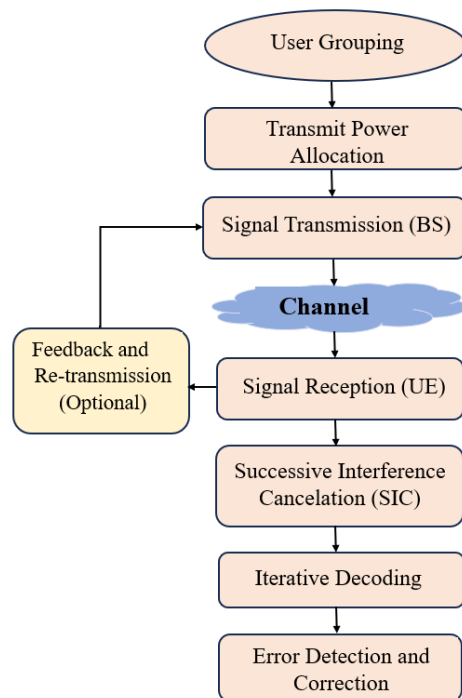 User Grouping
Transmit Power
Allocation
Signal Transmission (BS)
Channel
Feedback and
Re-transmission
(Optional)
Signal Reception (UE)
Successive Interference
Cancelation (SIC)
Iterative Decoding
Error Detection and
Correction